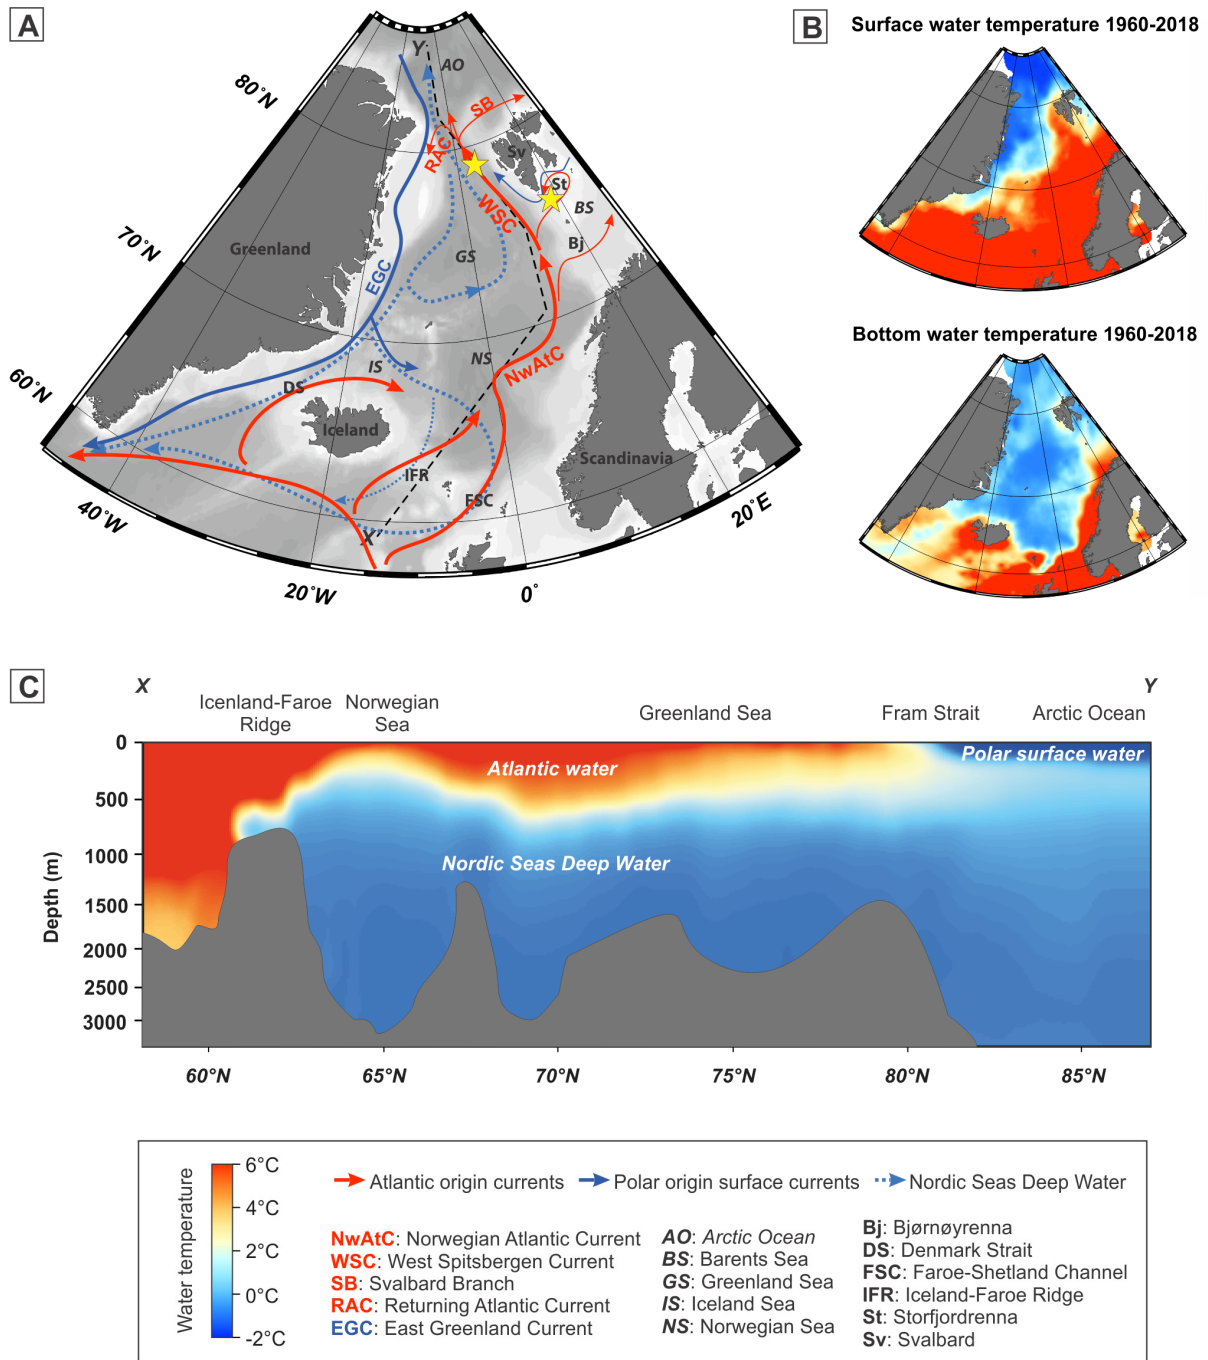 A
80°N
70°N
60°N
40°W
20°W
0°
20°E
Y
AO
SB
RAC
Sv
St
WSC
BS
Bj
GS
Greenland
EGC
NS
NwAtC
IS
DS
Iceland
IFR
FSC
Scandinavia
X
B
Surface water temperature 1960-2018
Bottom water temperature 1960-2018
C
X
Y
Icenland-Faroe
Ridge
Norwegian
Sea
Greenland Sea
Fram Strait
Arctic Ocean
Depth (m)
0
500
1000
1500
2000
2500
3000
Atlantic water
Polar surface water
Nordic Seas Deep Water
60°N
65°N
70°N
75°N
80°N
85°N
Water temperature
6°C
4°C
2°C
0°C
-2°C
Atlantic origin currents
Polar origin surface currents
Nordic Seas Deep Water
NwAtC: Norwegian Atlantic Current
WSC: West Spitsbergen Current
SB: Svalbard Branch
RAC: Returning Atlantic Current
EGC: East Greenland Current
AO: Arctic Ocean
BS: Barents Sea
GS: Greenland Sea
IS: Iceland Sea
NS: Norwegian Sea
Bj: Bjørnøyrenna
DS: Denmark Strait
FSC: Faroe-Shetland Channel
IFR: Iceland-Faroe Ridge
St: Storfjordrenna
Sv: Svalbard